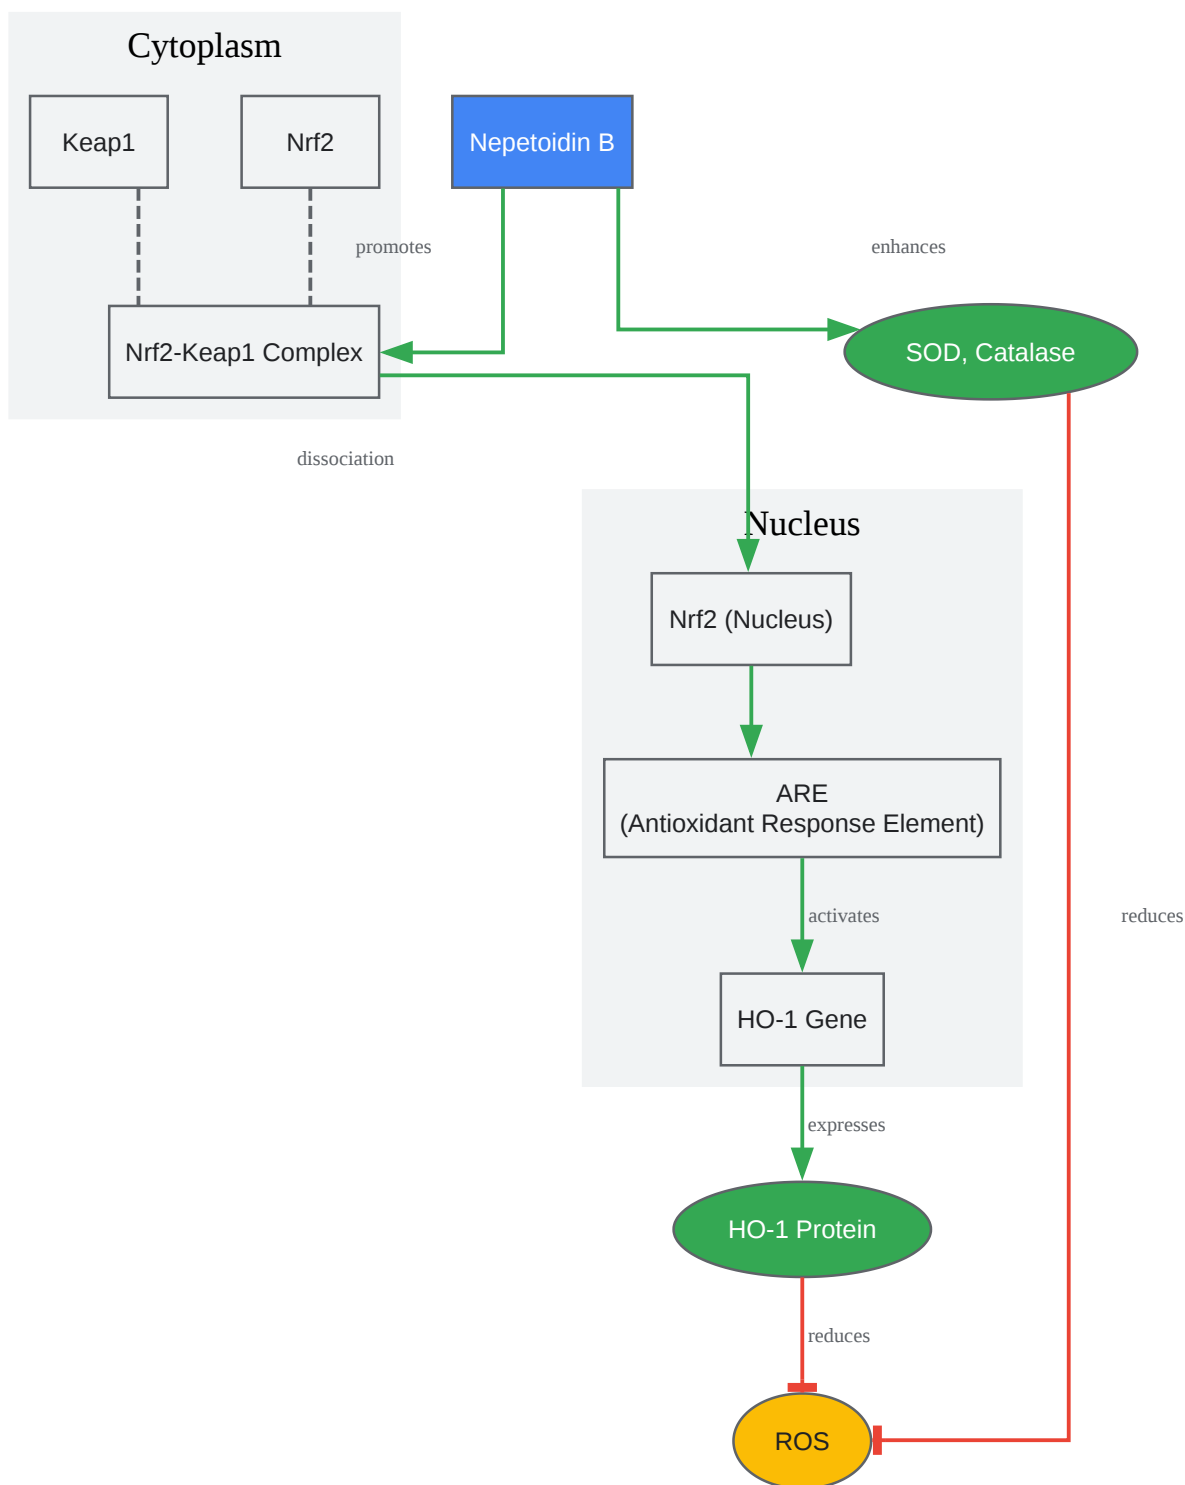 Cytoplasm
Keap1
Nrf2
Nepetoidin B
promotes
enhances
Nrf2-Keap1 Complex
SOD, Catalase
dissociation
Nucleus
Nrf2 (Nucleus)
ARE
(Antioxidant Response Element)
activates
reduces
HO-1 Gene
expresses
HO-1 Protein
reduces
ROS